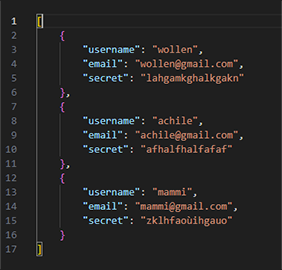 1 [
2 {
3 "username": "wollen",
4 "email": "wollen@gmail.com",
5 "secret": "lahgamkghalkgakn"
6 },
7 {
8 "username": "achile",
9 "email": "achile@gmail.com",
10 "secret": "afhalfhalfafaf"
11 },
12 {
13 "username": "mammi",
14 "email": "mammi@gmail.com",
15 "secret": "zklhfaoùihgauo"
16 }
17 ]